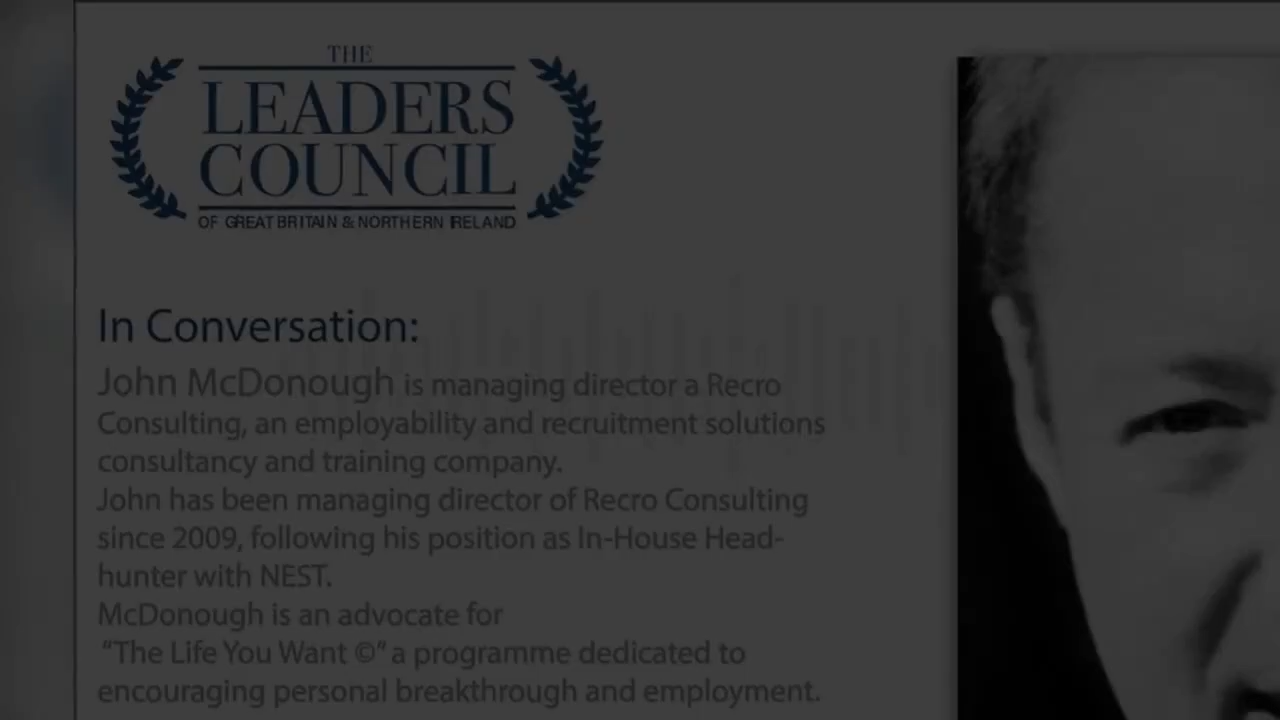 THE
LEADERS
COUNCIL
OF GREAT BRITAIN & NORTHERN IRELAND
In Conversation:
John McDonough is managing director a Recro
Consulting, an employability and recruitment solutions
consultancy and training company.
John has been managing director of Recro Consulting
since 2009, following his position as In-House Head-
hunter with NEST.
McDonough is an advocate for
“The Life You Want ©” a programme dedicated to
encouraging personal breakthrough and employment.